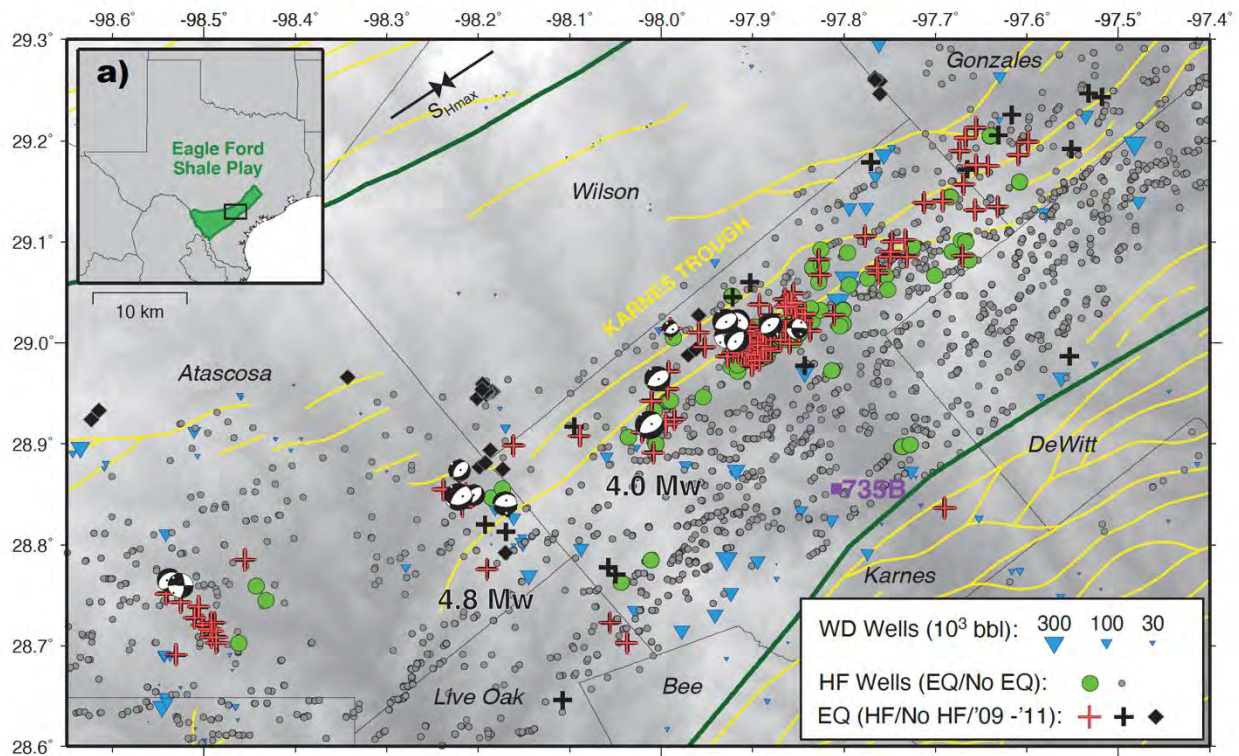 -98.6 -98.5 -98.4 -98.3 -98.2 -98.1 -98.0 -97.9 -97.8 -97.7 -97.6 -97.5 -97.4
29.3
29.2
29.1
29.0
28.9
28.8
28.7
28.6
a)
Eagle Ford
Shale Play
10 km
SHmax
Gonzales
Wilson
KARNES TROUGH
Atascosa
4.0 Mw
DeWitt
735B
4.8 Mw
Karnes
Live Oak
Bee
WD Wells (10³ bbl): 300 100 30
HF Wells (EQ/No EQ):
EQ (HF/No HF/'09 -'11):